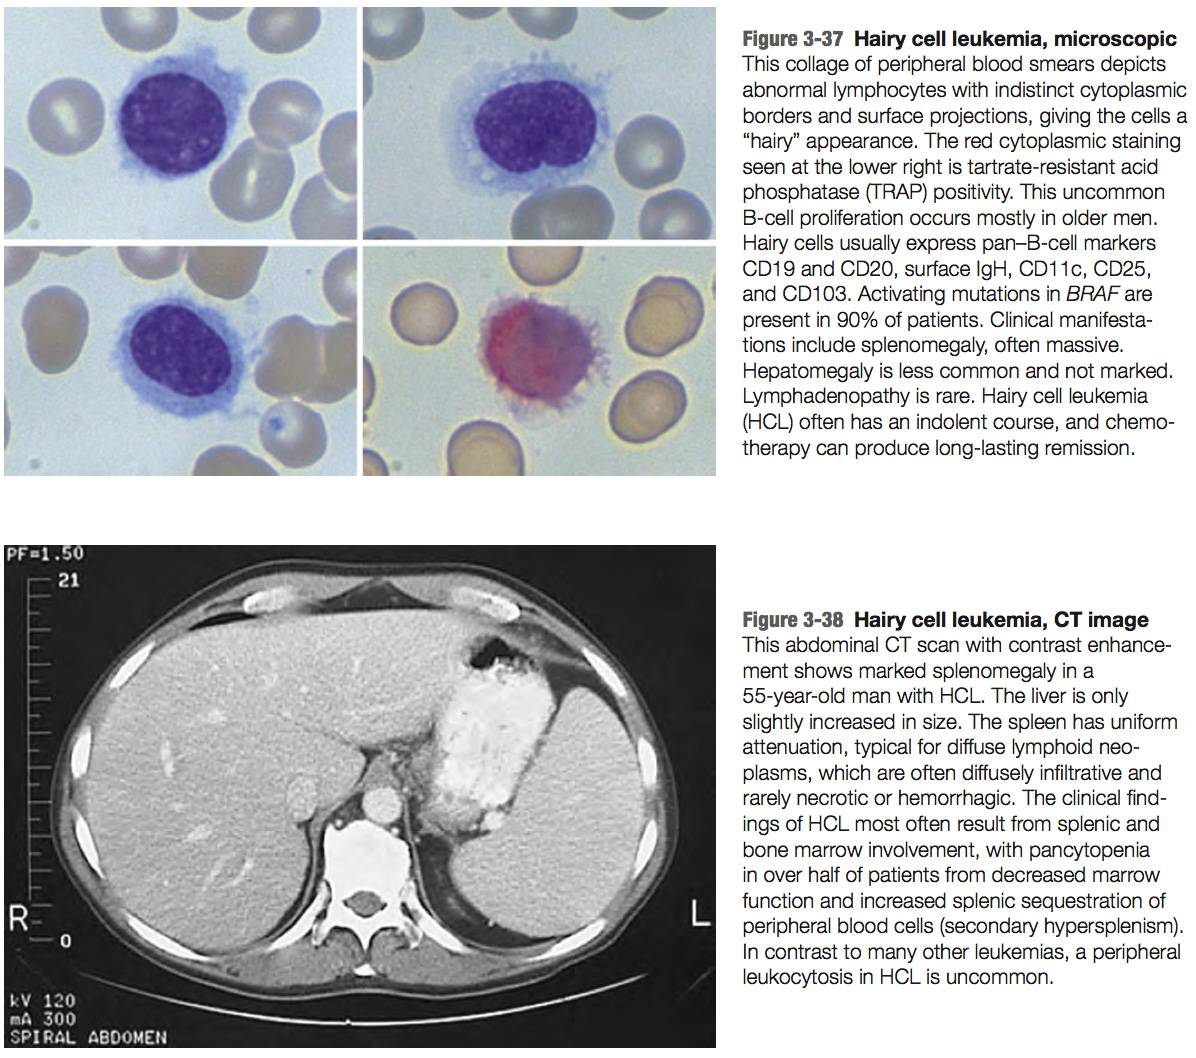 Figure 3-37 Hairy cell leukemia, microscopic
This collage of peripheral blood smears depicts
abnormal lymphocytes with indistinct cytoplasmic
borders and surface projections, giving the cells a
“hairy” appearance. The red cytoplasmic staining
seen at the lower right is tartrate-resistant acid
phosphatase (TRAP) positivity. This uncommon
B-cell proliferation occurs mostly in older men.
Hairy cells usually express pan–B-cell markers
CD19 and CD20, surface IgH, CD11c, CD25,
and CD103. Activating mutations in BRAF are
present in 90% of patients. Clinical manifesta-
tions include splenomegaly, often massive.
Hepatomegaly is less common and not marked.
Lymphadenopathy is rare. Hairy cell leukemia
(HCL) often has an indolent course, and chemo-
therapy can produce long-lasting remission.
PF=1.50
21
R
L
0
kV 120
mA 300
SPIRAL ABDOMEN
Figure 3-38 Hairy cell leukemia, CT image
This abdominal CT scan with contrast enhance-
ment shows marked splenomegaly in a
55-year-old man with HCL. The liver is only
slightly increased in size. The spleen has uniform
attenuation, typical for diffuse lymphoid neo-
plasms, which are often diffusely infiltrative and
rarely necrotic or hemorrhagic. The clinical find-
ings of HCL most often result from splenic and
bone marrow involvement, with pancytopenia
in over half of patients from decreased marrow
function and increased splenic sequestration of
peripheral blood cells (secondary hypersplenism).
In contrast to many other leukemias, a peripheral
leukocytosis in HCL is uncommon.